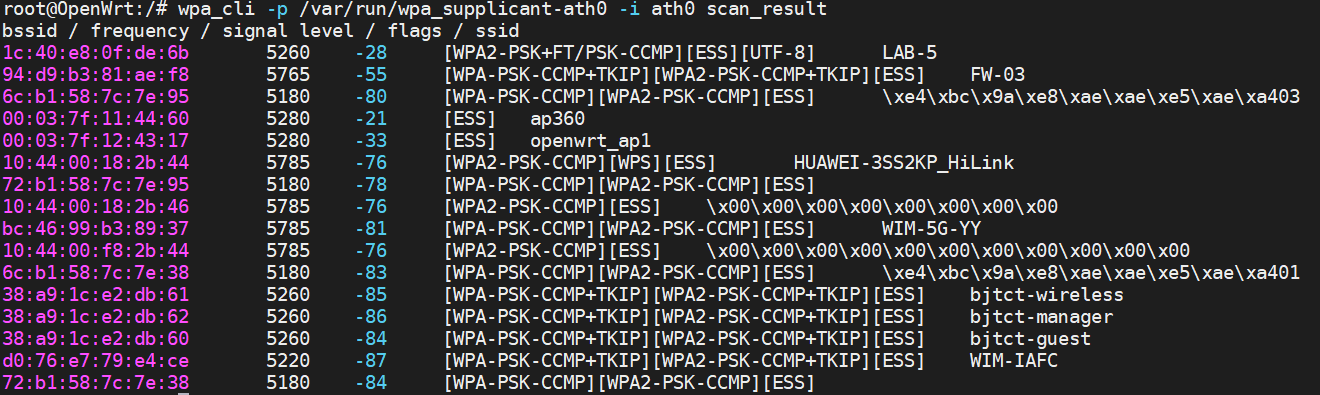 root@OpenWrt:/# wpa_cli -p /var/run/wpa_supplicant-ath0 -i ath0 scan_result
bssid / frequency / signal level / flags / ssid
1c:40:e8:0f:de:6b 5260 -28 [WPA2-PSK+FT/PSK-CCMP][ESS][UTF-8] LAB-5
94:d9:b3:81:ae:f8 5765 -55 [WPA-PSK-CCMP+TKIP][WPA2-PSK-CCMP+TKIP][ESS] FW-03
6c:b1:58:7c:7e:95 5180 -80 [WPA-PSK-CCMP][WPA2-PSK-CCMP][ESS] \xe4\xbc\x9a\xe8\xae\xae\xe5\xae\xa403
00:03:7f:11:44:60 5280 -21 [ESS] ap360
00:03:7f:12:43:17 5280 -33 [ESS] openwrt_ap1
10:44:00:18:2b:44 5785 -76 [WPA2-PSK-CCMP][WPS][ESS] HUAWEI-3SS2KP_HiLink
72:b1:58:7c:7e:95 5180 -78 [WPA-PSK-CCMP][WPA2-PSK-CCMP][ESS]
10:44:00:18:2b:46 5785 -76 [WPA2-PSK-CCMP][ESS] \x00\x00\x00\x00\x00\x00\x00\x00
bc:46:99:b3:89:37 5785 -81 [WPA-PSK-CCMP][WPA2-PSK-CCMP][ESS] WIM-5G-YY
10:44:00:f8:2b:44 5785 -76 [WPA2-PSK-CCMP][ESS] \x00\x00\x00\x00\x00\x00\x00\x00\x00\x00\x00
6c:b1:58:7c:7e:38 5180 -83 [WPA-PSK-CCMP][WPA2-PSK-CCMP][ESS] \xe4\xbc\x9a\xe8\xae\xae\xe5\xae\xa401
38:a9:1c:e2:db:61 5260 -85 [WPA-PSK-CCMP+TKIP][WPA2-PSK-CCMP+TKIP][ESS] bjtct-wireless
38:a9:1c:e2:db:62 5260 -86 [WPA-PSK-CCMP+TKIP][WPA2-PSK-CCMP+TKIP][ESS] bjtct-manager
38:a9:1c:e2:db:60 5260 -84 [WPA-PSK-CCMP+TKIP][WPA2-PSK-CCMP+TKIP][ESS] bjtct-guest
d0:76:e7:79:e4:ce 5220 -87 [WPA-PSK-CCMP+TKIP][WPA2-PSK-CCMP+TKIP][ESS] WIM-IAFC
72:b1:58:7c:7e:38 5180 -84 [WPA-PSK-CCMP][WPA2-PSK-CCMP][ESS]